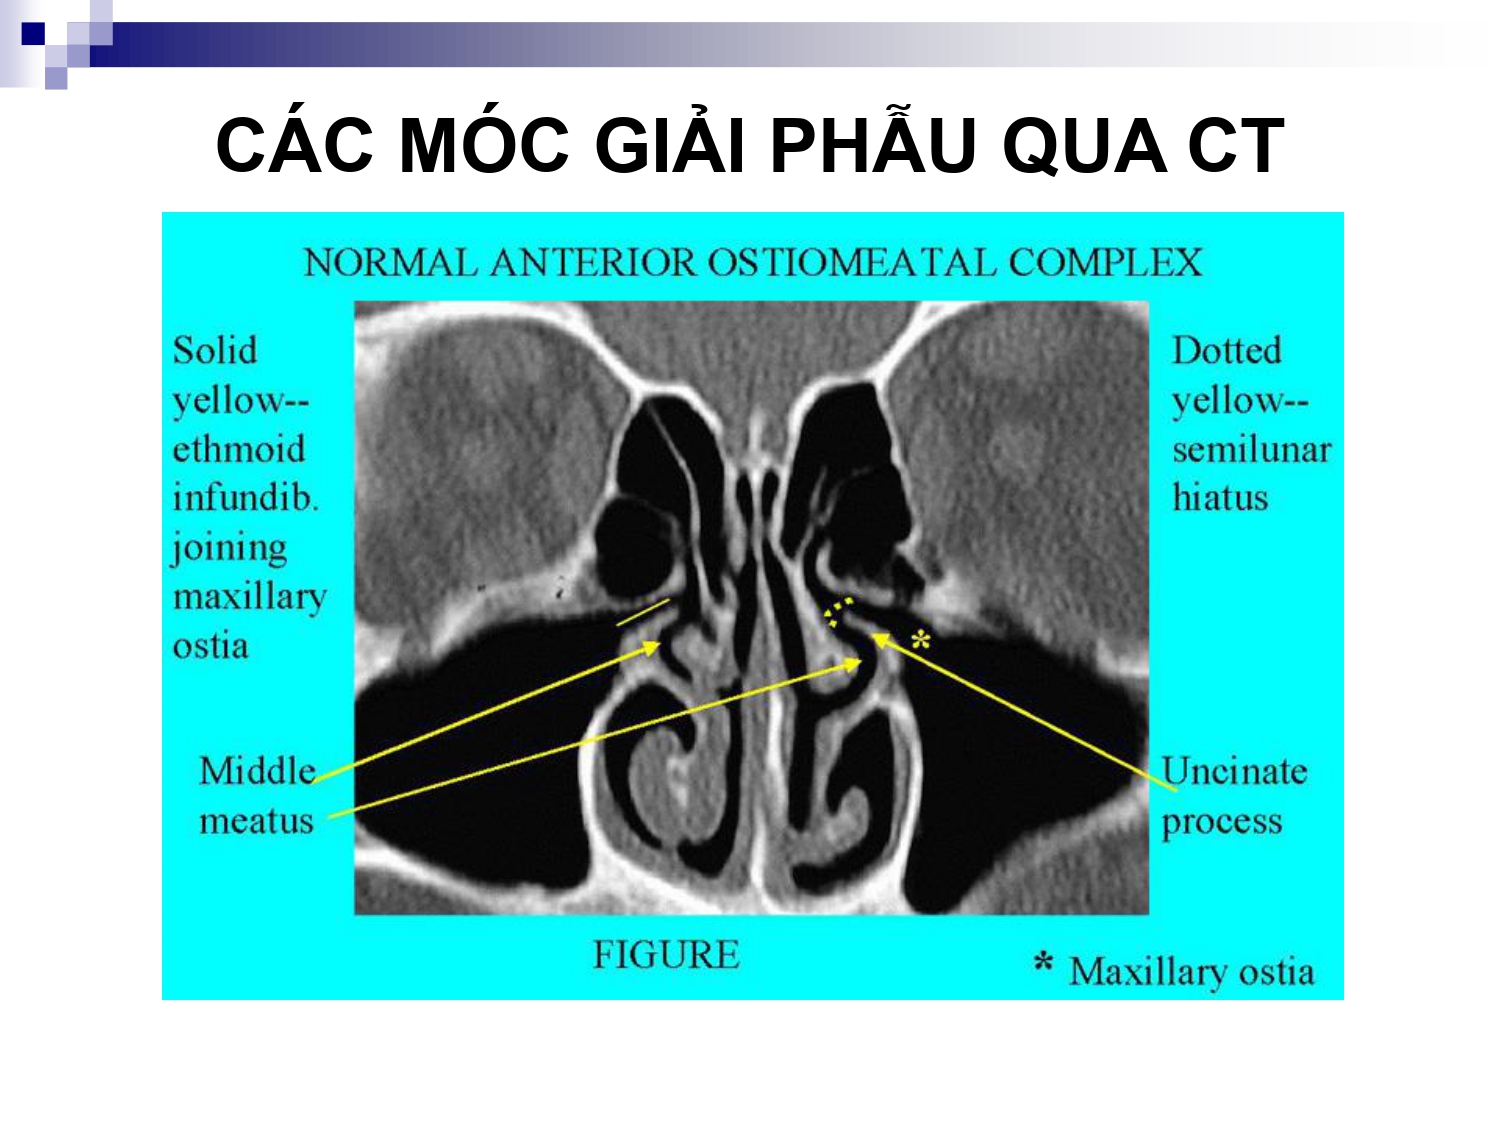 CÁC MÓC GIẢI PHẪU QUA CT
NORMAL ANTERIOR OSTIOMEATAL COMPLEX
Solid
yellow--
ethmoid
infundib.
joining
maxillary
ostia
Dotted
yellow--
semilunar
hiatus
*
Middle
meatus
Uncinate
process
FIGURE
* Maxillary ostia